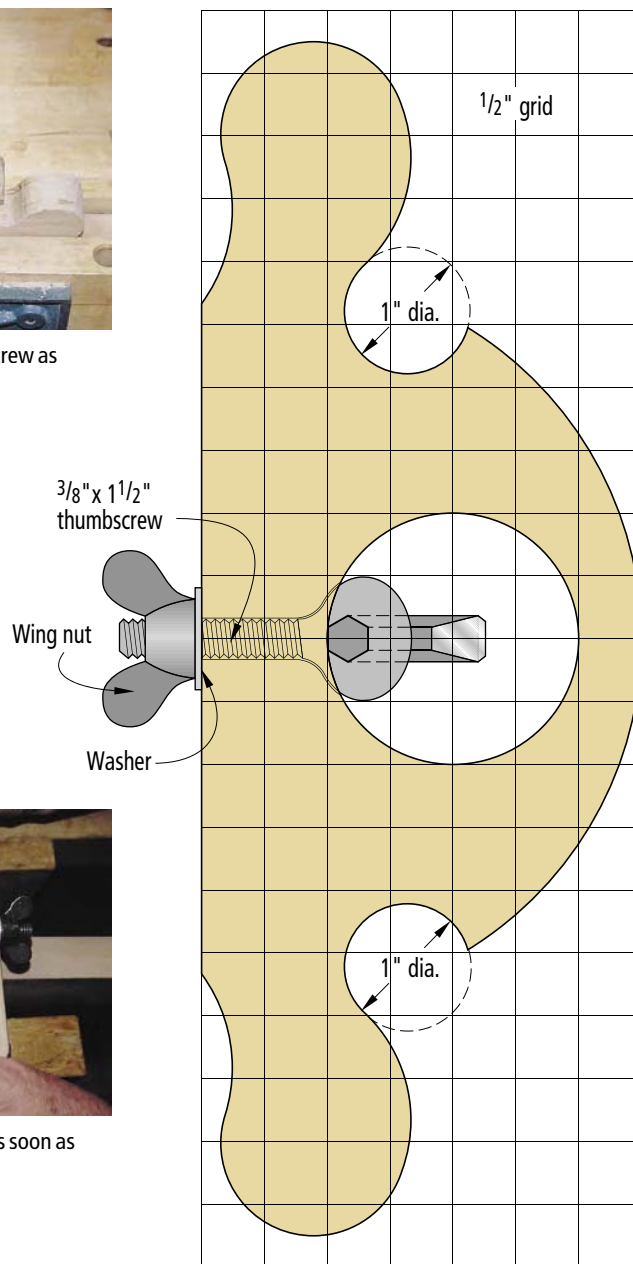 1/2" grid
1" dia.
rew as
3/8" x 1 1/2"
thumbscrew
Wing nut
Washer
1" dia.
s soon as